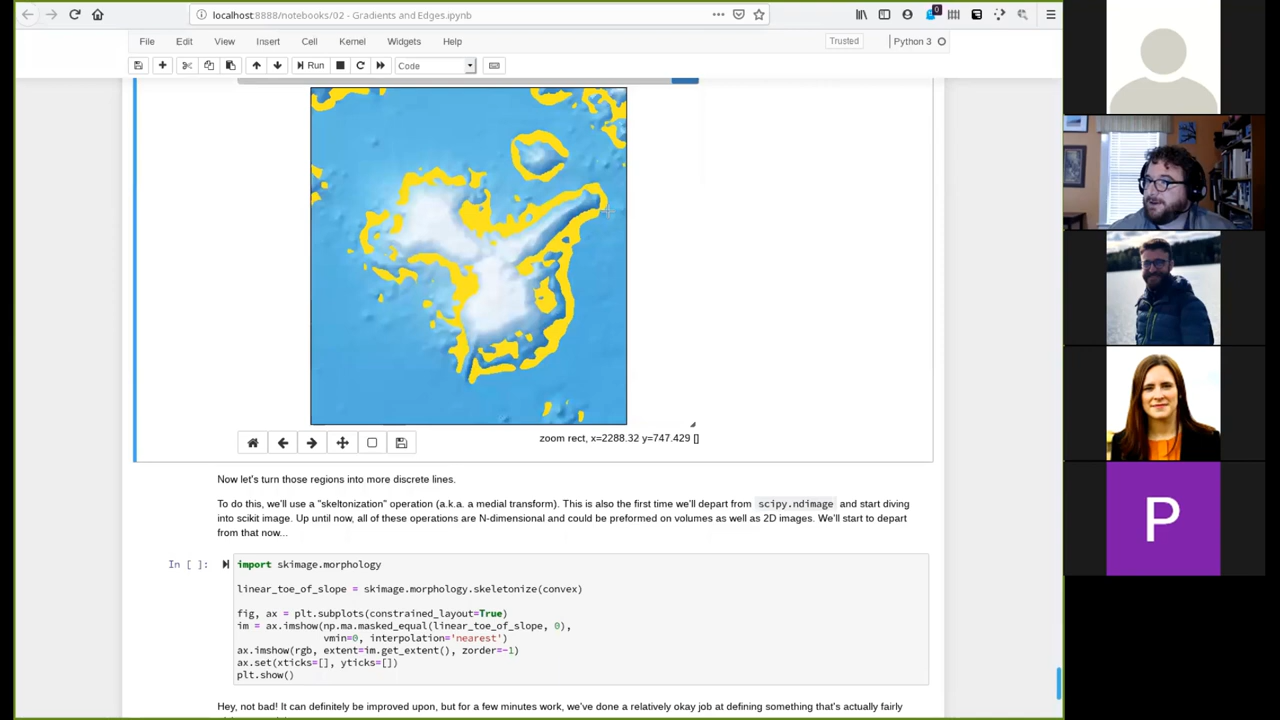 localhost:8888/notebooks/02 - Gradients and Edges.ipynb
0
File Edit View Insert Cell Kernel Widgets Help
Trusted
Python 3
Run
Code
zoom rect, x=2288.32 y=747.429 []
Now let's turn those regions into more discrete lines.
To do this, we'll use a "skeltonization" operation (a.k.a. a medial transform). This is also the first time we'll depart from scipy.ndimage and start diving
into scikit image. Up until now, all of these operations are N-dimensional and could be preformed on volumes as well as 2D images. We'll start to depart
from that now...
In [ ]:
import skimage.morphology
linear_toe_of_slope = skimage.morphology.skeletonize(convex)
fig, ax = plt.subplots(constrained_layout=True)
im = ax.imshow(np.ma.masked_equal(linear_toe_of_slope, 0),
vmin=0, interpolation='nearest')
ax.imshow(rgb, extent=im.get_extent(), zorder=-1)
ax.set(xticks=[], yticks=[])
plt.show()
Hey, not bad! It can definitely be improved upon, but for a few minutes work, we've done a relatively okay job at defining something that's actually fairly
P